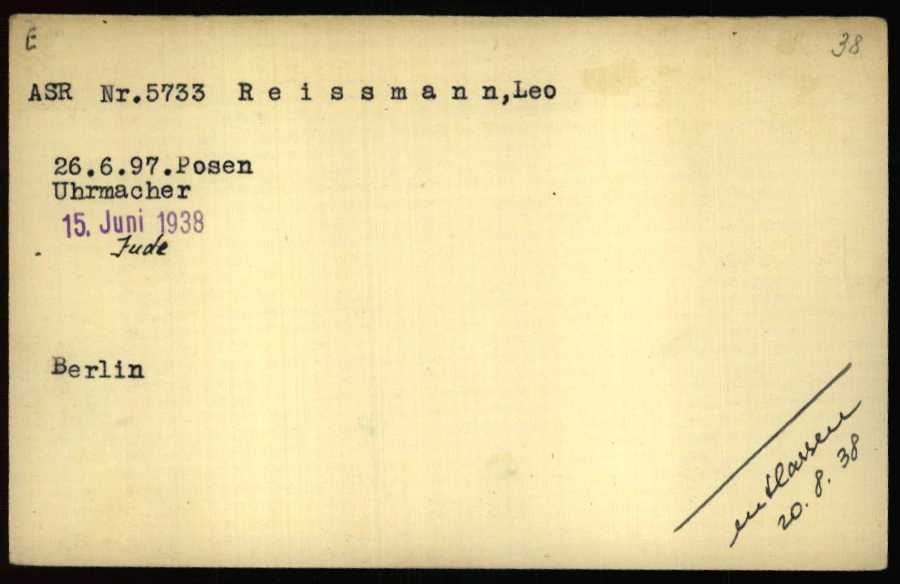 E
38
ASR Nr.5733 R e i s s m a n n,Leo
26.6.97.Posen
Uhrmacher
15. Juni 1938
Jude
Berlin
entlassen
20. 8. 38